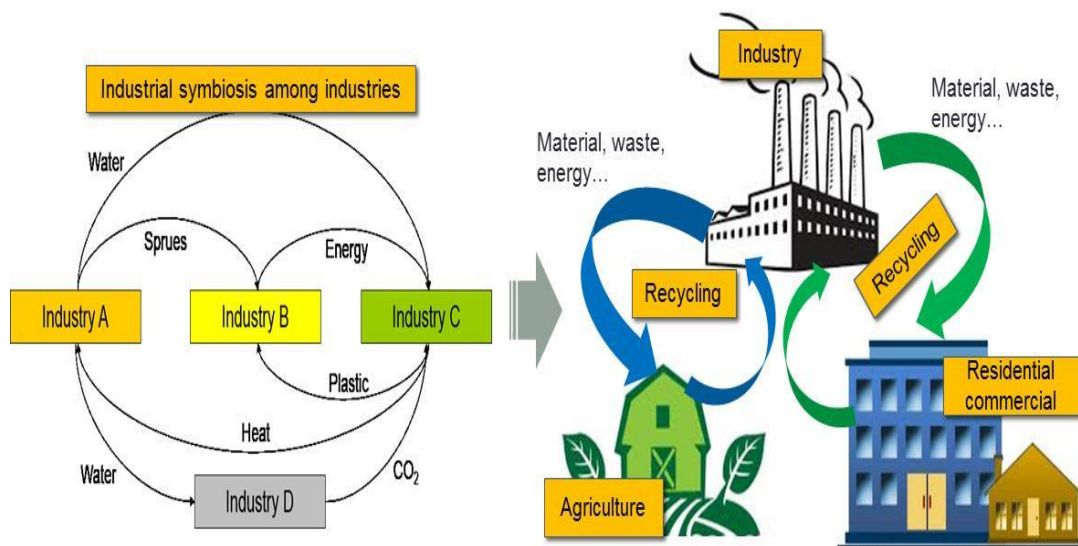 Industrial symbiosis among industries
Water
Sprues
Energy
Industry A
Industry B
Industry C
Plastic
Heat
Water
CO₂
Industry D
Industry
Material, waste,
energy…
Material, waste,
energy…
Recycling
Recycling
Residential
commercial
Agriculture